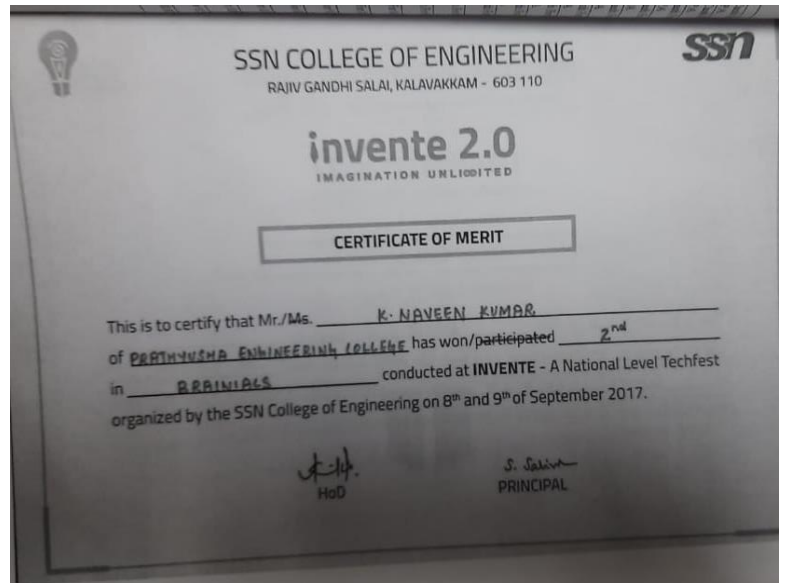 SSN COLLEGE OF ENGINEERING
ssn
RAJIV GANDHI SALAI, KALAVAKKAM - 603 110
invente 2.0
IMAGINATION UNLIMITED
CERTIFICATE OF MERIT
This is to certify that Mr./Ms. K. NAVEEN KUMAR
of PRATHYUSHA ENGINEERING COLLEGE has won/participated 2nd
in BRAINIACS conducted at INVENTE - A National Level Techfest
organized by the SSN College of Engineering on 8th and 9th of September 2017.
S. Saliv
HoD
PRINCIPAL